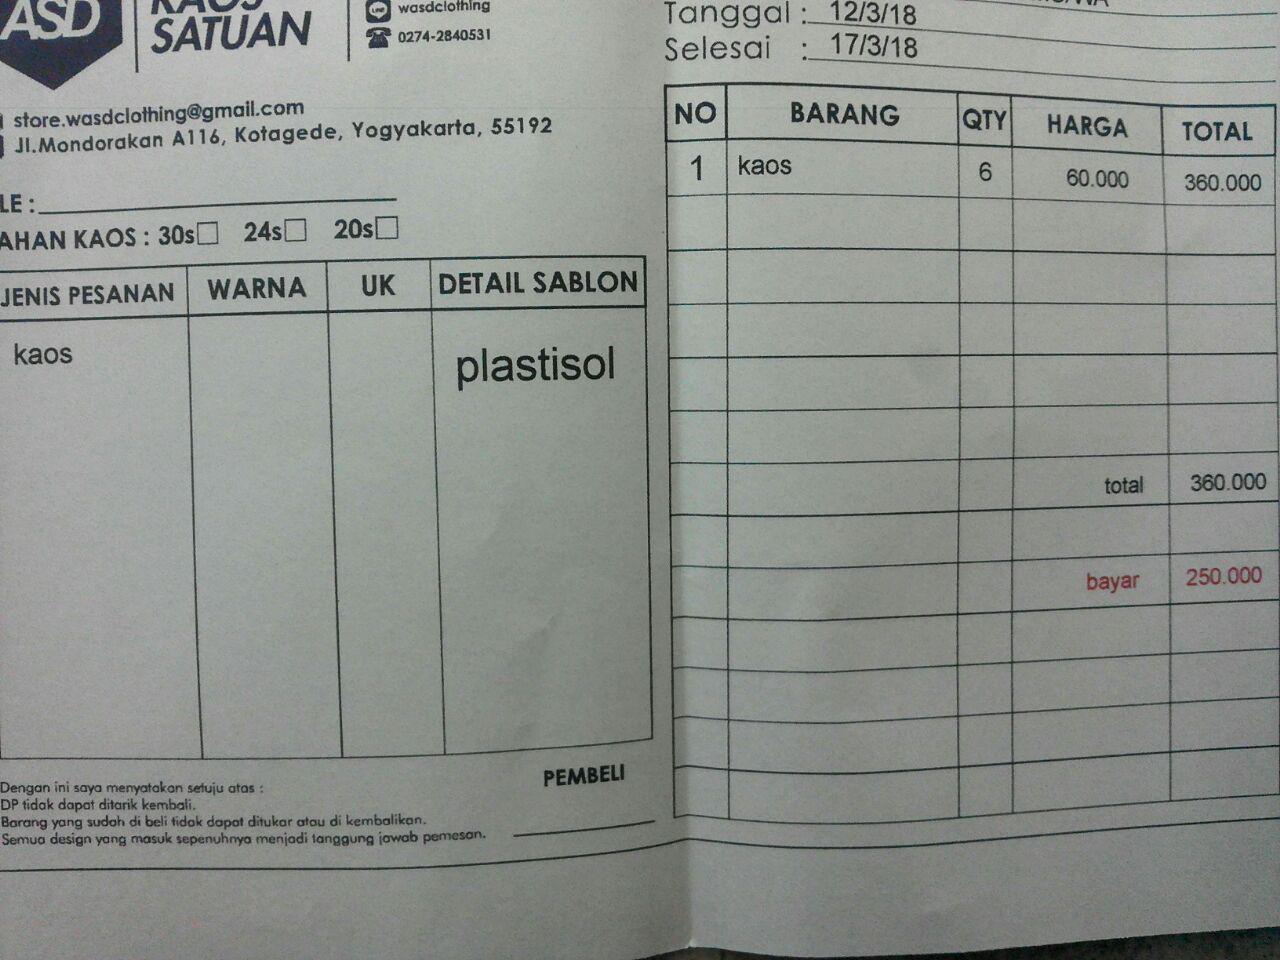 ASD
KAOS
SATUAN
LINE
wasdclothing
0274-2840531
store.wasdclothing@gmail.com
Jl.Mondorakan A116, Kotagede, Yogyakarta, 55192
LE :
AHAN KAOS : 30s 24s 20s
JENIS PESANAN WARNA UK DETAIL SABLON
kaos plastisol
Dengan ini saya menyatakan setuju atas :
DP tidak dapat ditarik kembali.
Barang yang sudah di beli tidak dapat ditukar atau di kembalikan.
Semua design yang masuk sepenuhnya menjadi tanggung jawab pemesan.
PEMBELI
Tanggal : 12/3/18
Selesai : 17/3/18
NO BARANG QTY HARGA TOTAL
1 kaos 6 60.000 360.000
total 360.000
bayar 250.000